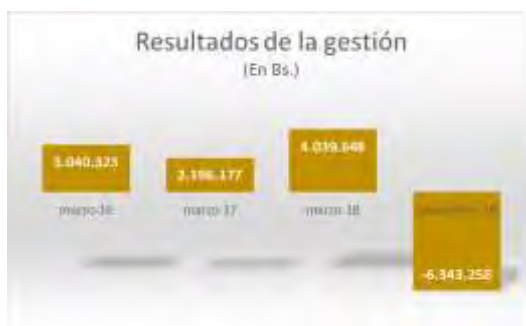 Resultados de la gestión
(En Bs.)
3.040.323
2.196.177
4.039.648
marzo-16
marzo-17
marzo-18
-6.343.258